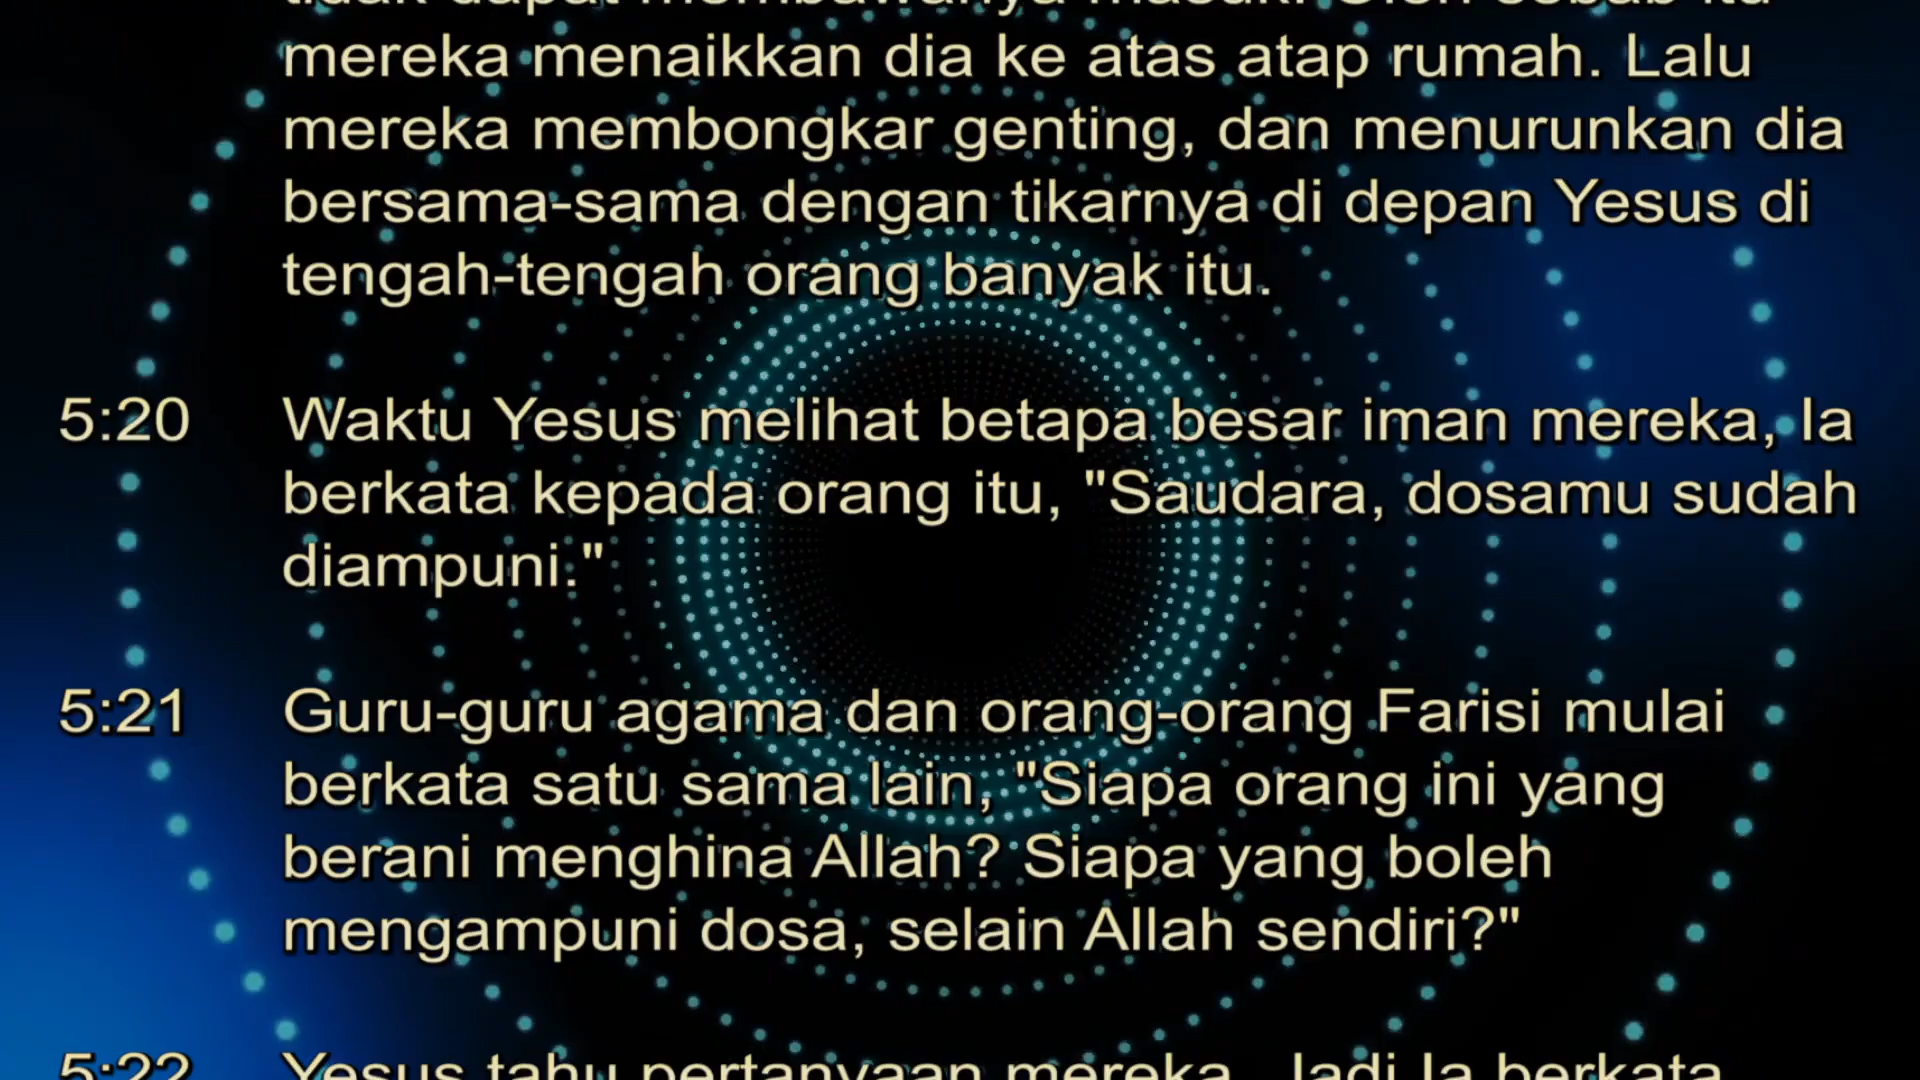 tidak dapat membawanya masuk. Oleh sebab itu
mereka menaikkan dia ke atas atap rumah. Lalu
mereka membongkar genting, dan menurunkan dia
bersama-sama dengan tikarnya di depan Yesus di
tengah-tengah orang banyak itu.
5:20 Waktu Yesus melihat betapa besar iman mereka, Ia
berkata kepada orang itu, "Saudara, dosamu sudah
diampuni."
5:21 Guru-guru agama dan orang-orang Farisi mulai
berkata satu sama lain, "Siapa orang ini yang
berani menghina Allah? Siapa yang boleh
mengampuni dosa, selain Allah sendiri?"
5:22 Yesus tahu pertanyaan mereka. Jadi Ia berkata